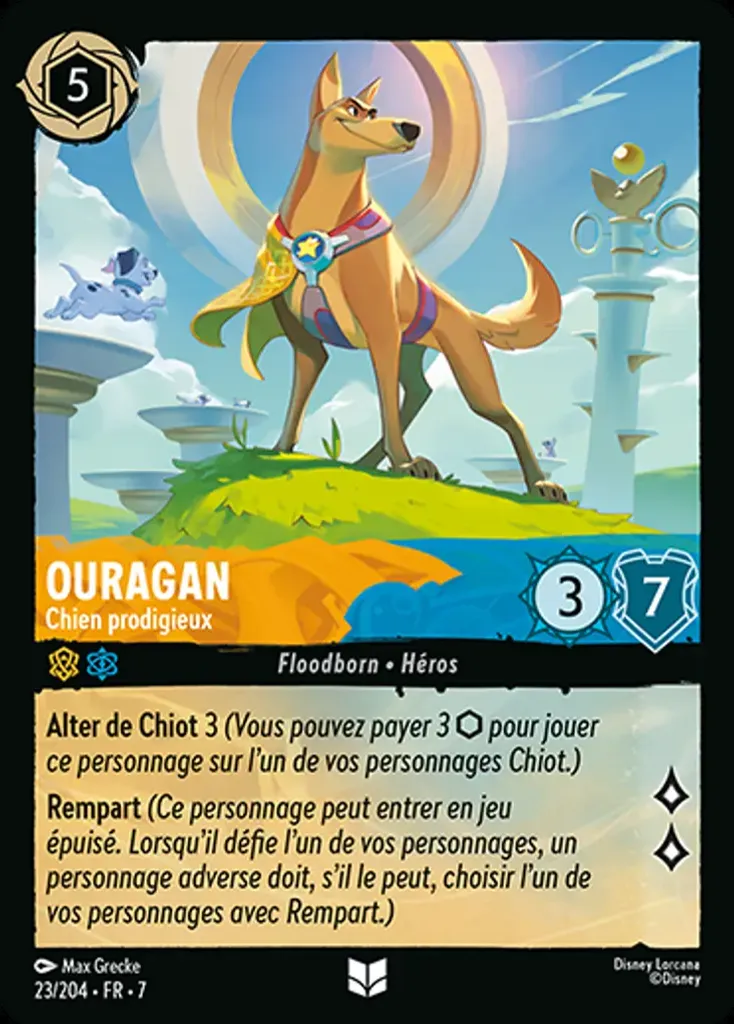 5
OURAGAN
Chien prodigieux
3
7
Floodborn • Héros
Alter de Chiot 3 (Vous pouvez payer 3 ⬡ pour jouer
ce personnage sur l'un de vos personnages Chiot.)
Rempart (Ce personnage peut entrer en jeu
épuisé. Lorsqu'il défie l'un de vos personnages, un
personnage adverse doit, s'il le peut, choisir l'un de
vos personnages avec Rempart.)
Max Grecke
23/204 • FR • 7
Disney Lorcana
©Disney